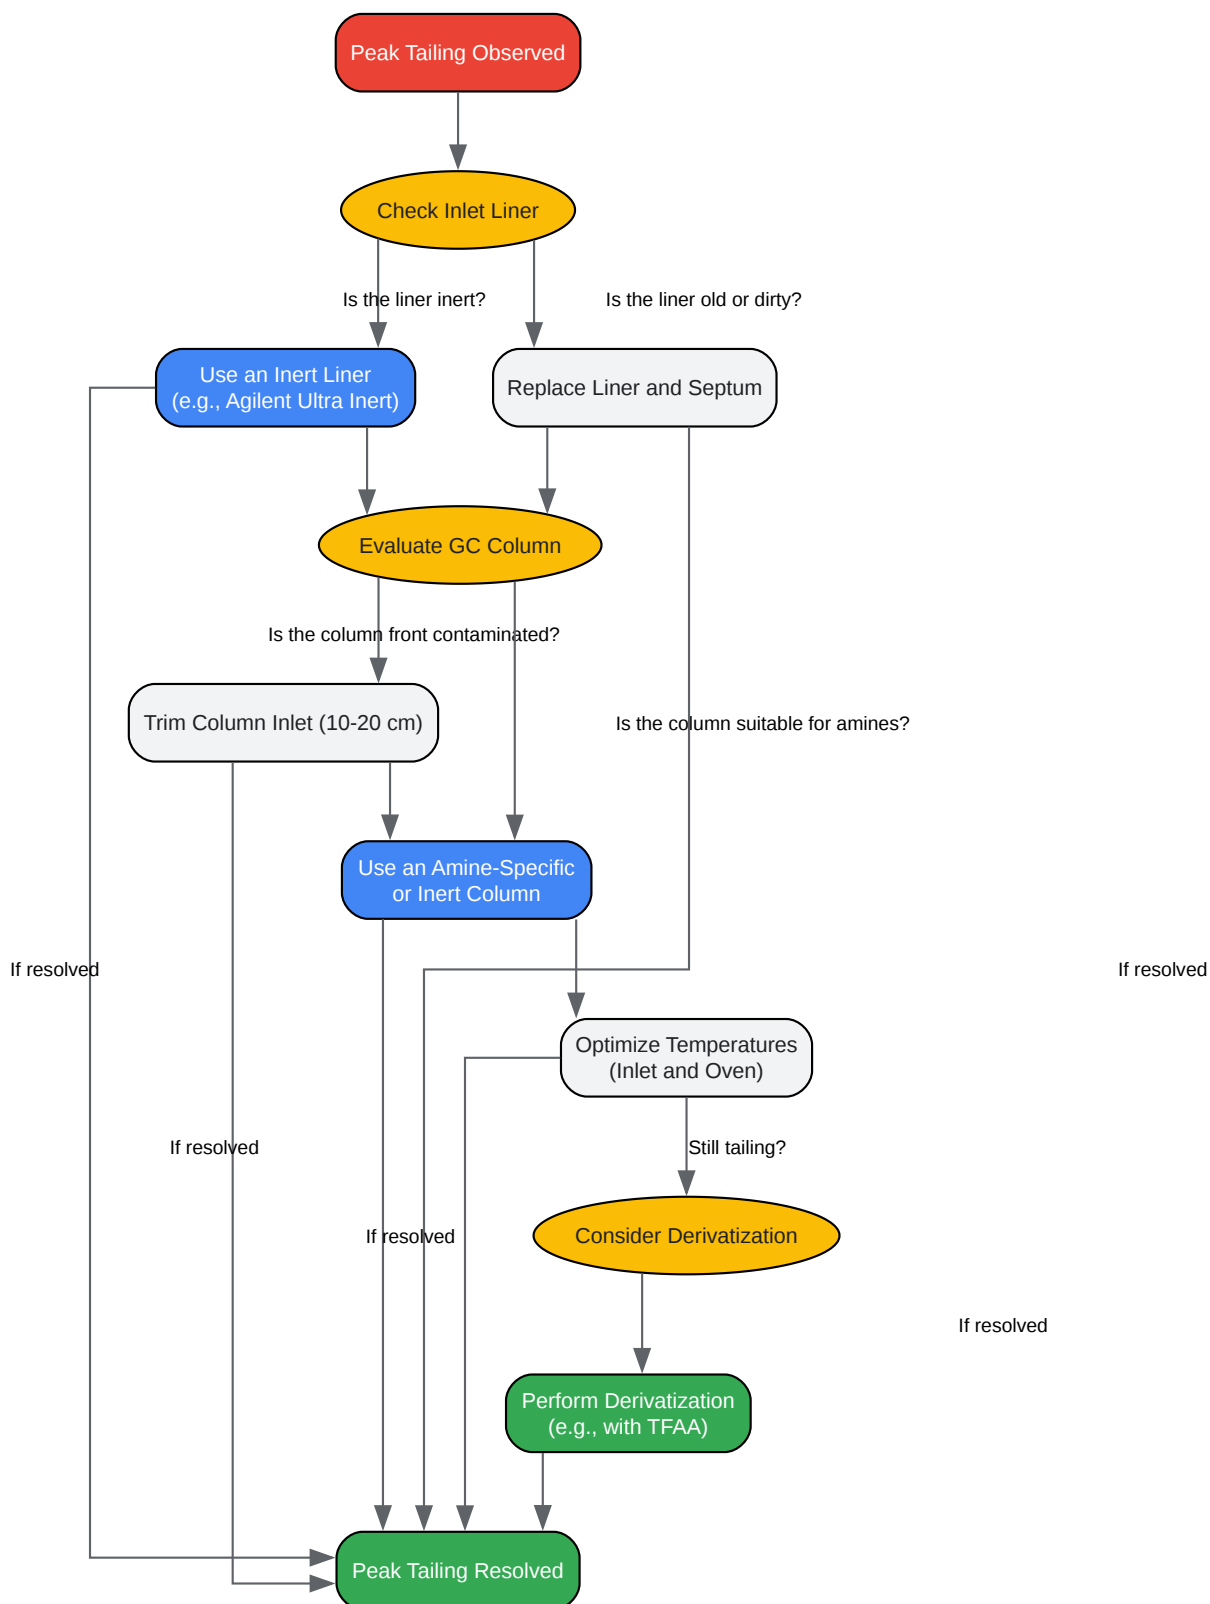 Peak Tailing Observed
Check Inlet Liner
Is the liner inert?
Is the liner old or dirty?
Use an Inert Liner
(e.g., Agilent Ultra Inert)
Replace Liner and Septum
Evaluate GC Column
Is the column front contaminated?
Trim Column Inlet (10-20 cm)
Is the column suitable for amines?
Use an Amine-Specific
or Inert Column
If resolved
If resolved
Optimize Temperatures
(Inlet and Oven)
If resolved
Still tailing?
If resolved
Consider Derivatization
If resolved
Perform Derivatization
(e.g., with TFAA)
Peak Tailing Resolved